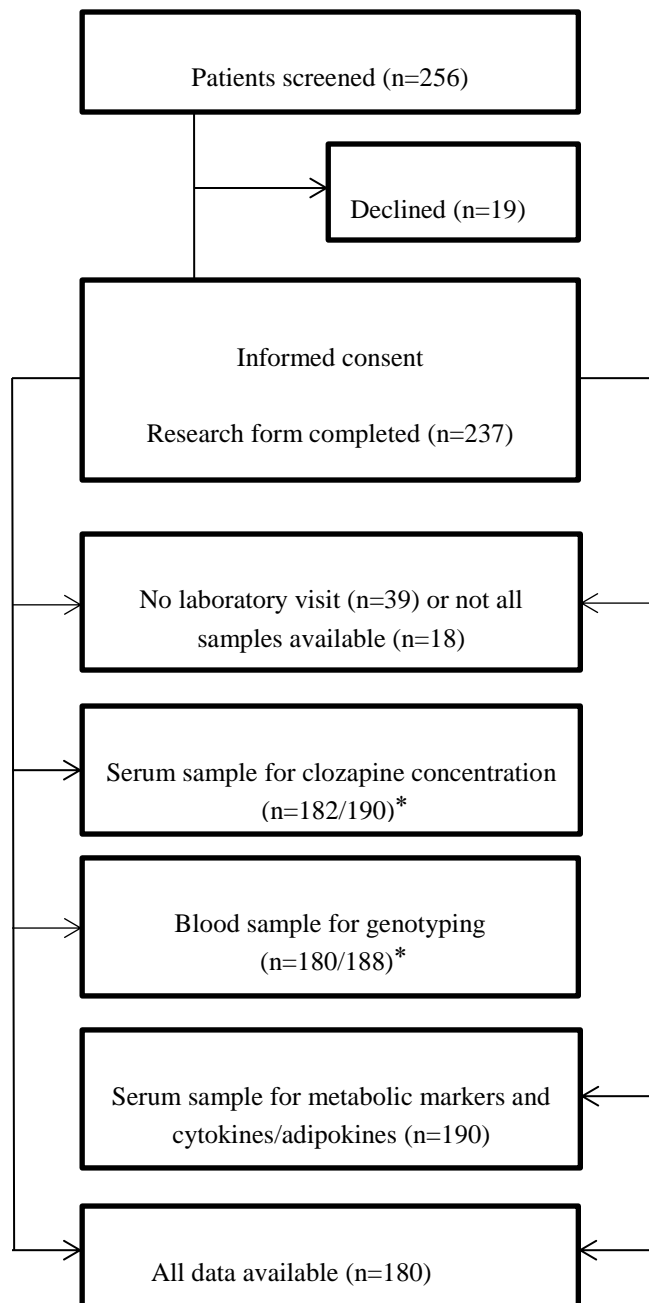 Patients screened (n=256)
Declined (n=19)
Informed consent
Research form completed (n=237)
No laboratory visit (n=39) or not all
samples available (n=18)
Serum sample for clozapine concentration
(n=182/190)*
Blood sample for genotyping
(n=180/188)*
Serum sample for metabolic markers and
cytokines/adipokines (n=190)
All data available (n=180)